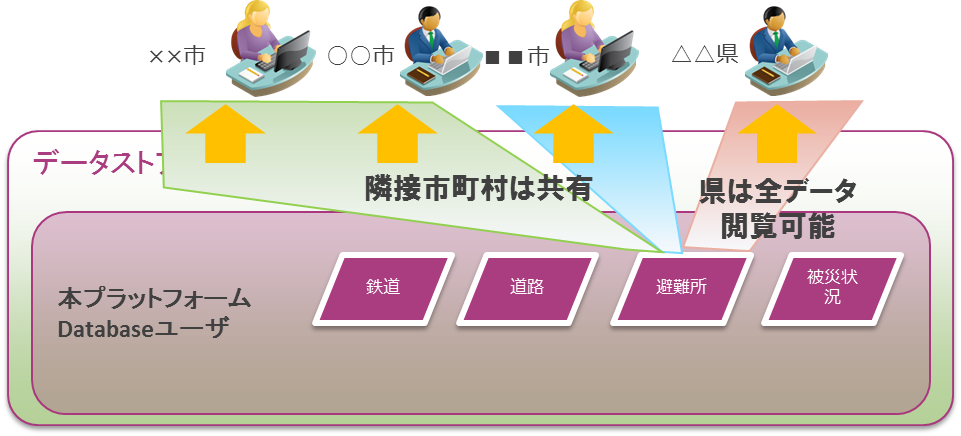 ××市
〇〇市
■ ■ 市
△△県
データスト
隣接市町村は共有
県は全データ
閲覧可能
本プラットフォーム
Databaseユーザ
鉄道
道路
避難所
被災状
況